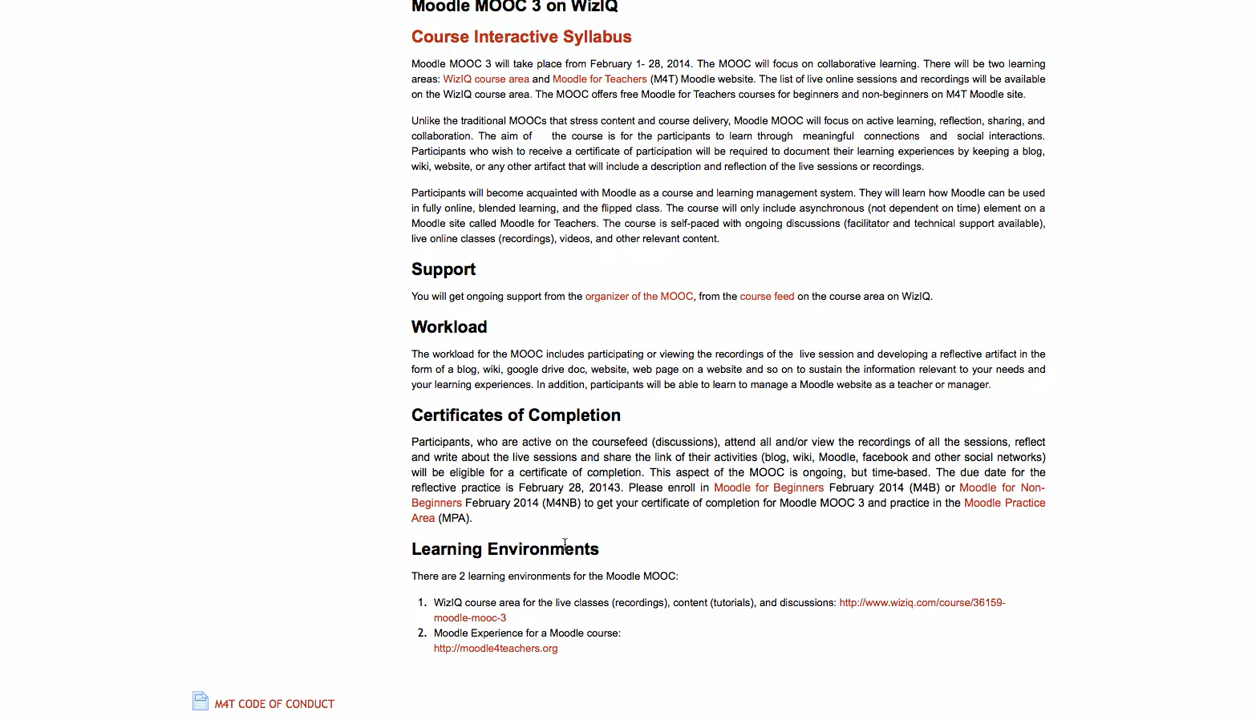 Moodle MOOC 3 on WizIQ
Course Interactive Syllabus
Moodle MOOC 3 will take place from February 1- 28, 2014. The MOOC will focus on collaborative learning. There will be two learning
areas: WizIQ course area and Moodle for Teachers (M4T) Moodle website. The list of live online sessions and recordings will be available
on the WizIQ course area. The MOOC offers free Moodle for Teachers courses for beginners and non-beginners on M4T Moodle site.
Unlike the traditional MOOCs that stress content and course delivery, Moodle MOOC will focus on active learning, reflection, sharing, and
collaboration. The aim of the course is for the participants to learn through meaningful connections and social interactions.
Participants who wish to receive a certificate of participation will be required to document their learning experiences by keeping a blog,
wiki, website, or any other artifact that will include a description and reflection of the live sessions or recordings.
Participants will become acquainted with Moodle as a course and learning management system. They will learn how Moodle can be used
in fully online, blended learning, and the flipped class. The course will only include asynchronous (not dependent on time) element on a
Moodle site called Moodle for Teachers. The course is self-paced with ongoing discussions (facilitator and technical support available),
live online classes (recordings), videos, and other relevant content.
Support
You will get ongoing support from the organizer of the MOOC, from the course feed on the course area on WizIQ.
Workload
The workload for the MOOC includes participating or viewing the recordings of the live session and developing a reflective artifact in the
form of a blog, wiki, google drive doc, website, web page on a website and so on to sustain the information relevant to your needs and
your learning experiences. In addition, participants will be able to learn to manage a Moodle website as a teacher or manager.
Certificates of Completion
Participants, who are active on the coursefeed (discussions), attend all and/or view the recordings of all the sessions, reflect
and write about the live sessions and share the link of their activities (blog, wiki, Moodle, facebook and other social networks)
will be eligible for a certificate of completion. This aspect of the MOOC is ongoing, but time-based. The due date for the
reflective practice is February 28, 20143. Please enroll in Moodle for Beginners February 2014 (M4B) or Moodle for Non-
Beginners February 2014 (M4NB) to get your certificate of completion for Moodle MOOC 3 and practice in the Moodle Practice
Area (MPA).
Learning Environments
There are 2 learning environments for the Moodle MOOC:
1. WizIQ course area for the live classes (recordings), content (tutorials), and discussions: http://www.wiziq.com/course/36159-
moodle-mooc-3
2. Moodle Experience for a Moodle course:
http://moodle4teachers.org
M4T CODE OF CONDUCT